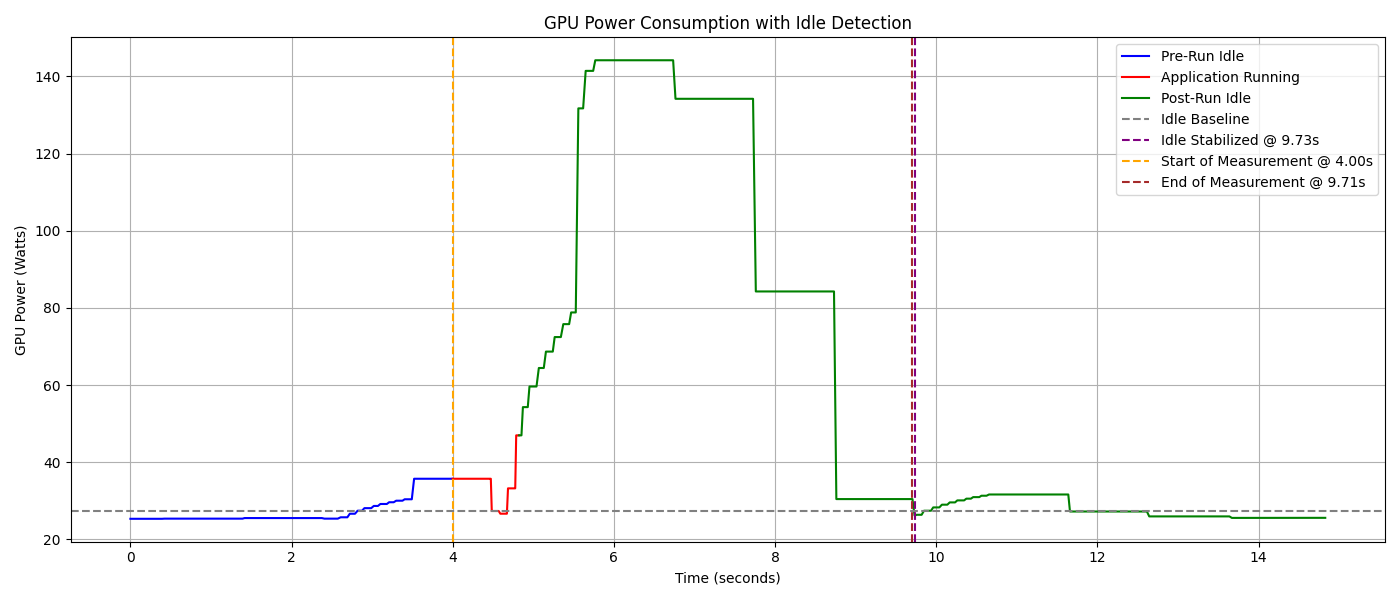 GPU Power Consumption with Idle Detection
Pre-Run Idle
Application Running
Post-Run Idle
Idle Baseline
Idle Stabilized @ 9.73s
Start of Measurement @ 4.00s
End of Measurement @ 9.71s
GPU Power (Watts)
140
120
100
80
60
40
20
0 2 4 6 8 10 12 14
Time (seconds)